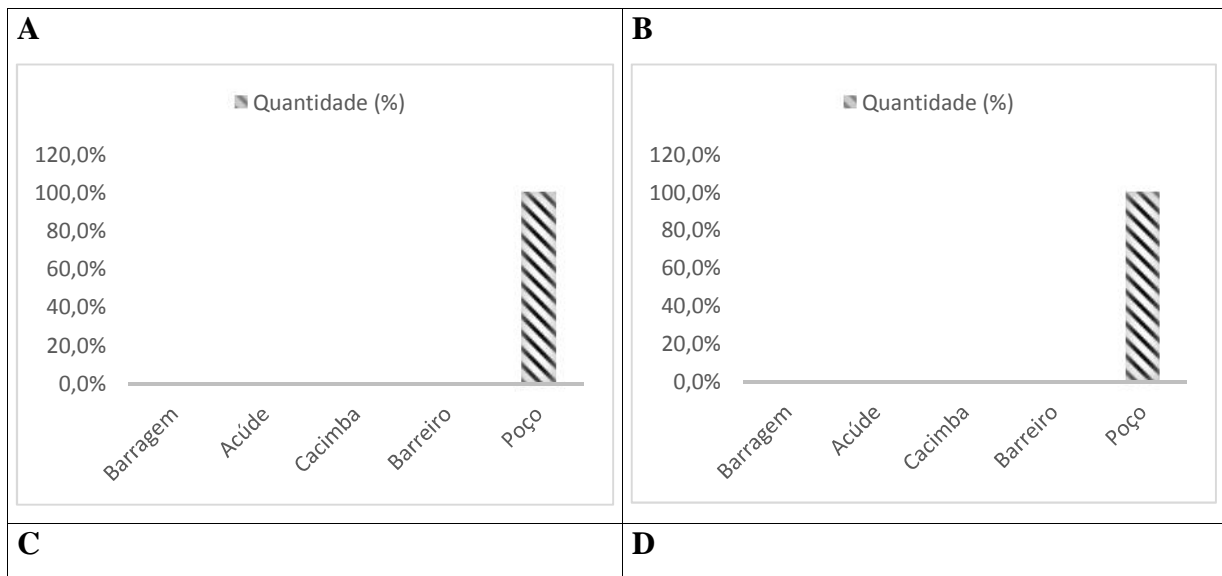 A
Quantidade (%)
120,0%
100,0%
80,0%
60,0%
40,0%
20,0%
0,0%
Barragem
Acúde
Cacimba
Barreiro
Poço
B
Quantidade (%)
120,0%
100,0%
80,0%
60,0%
40,0%
20,0%
0,0%
Barragem
Acúde
Cacimba
Barreiro
Poço
C
D